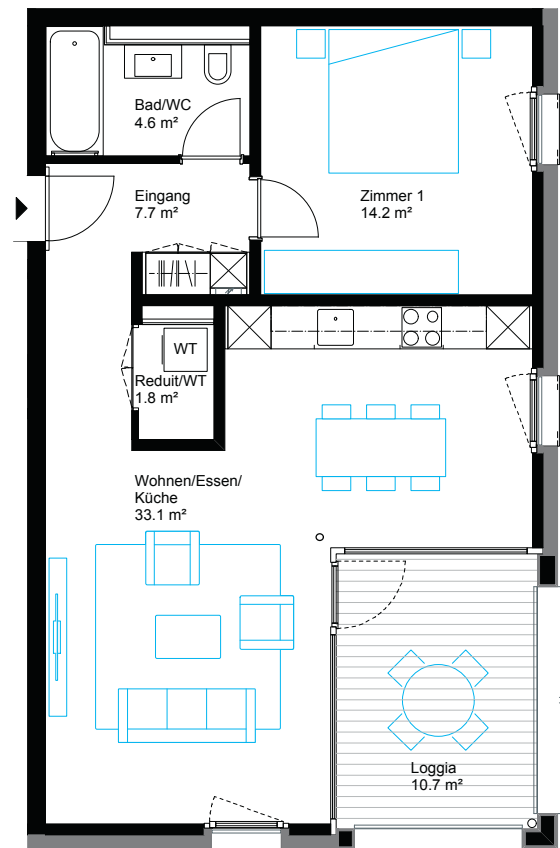 Bad/WC
4.6 m²
Eingang
7.7 m²
Zimmer 1
14.2 m²
WT
Reduit/WT
1.8 m²
Wohnen/Essen/
Küche
33.1 m²
Loggia
10.7 m²